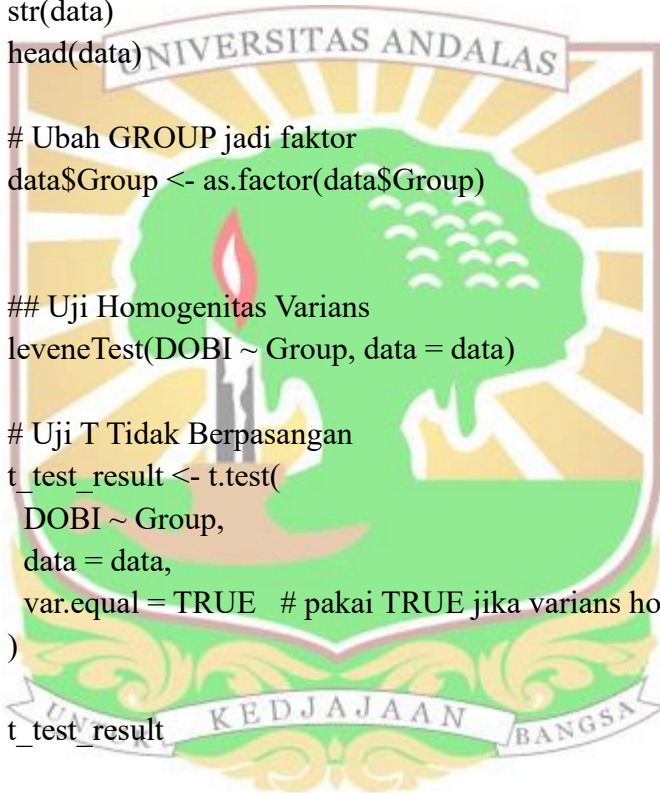 str(data)
head(data)
UNIVERSITAS ANDALAS
# Ubah GROUP jadi faktor
data$Group <- as.factor(data$Group)
## Uji Homogenitas Varians
leveneTest(DOBI ~ Group, data = data)
# Uji T Tidak Berpasangan
t_test_result <- t.test(
DOBI ~ Group,
data = data,
var.equal = TRUE # pakai TRUE jika varians
)
UNTUK KEDJAJAAN BANGSA
t_test_result